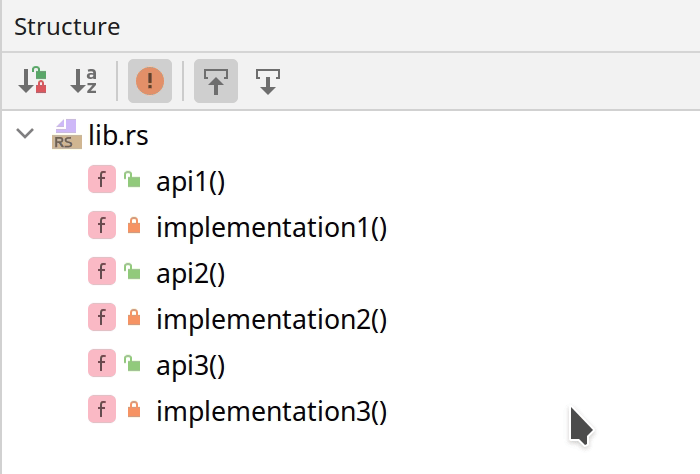 Structure
a
z
!
RS lib.rs
f api1()
f implementation1()
f api2()
f implementation2()
f api3()
f implementation3()